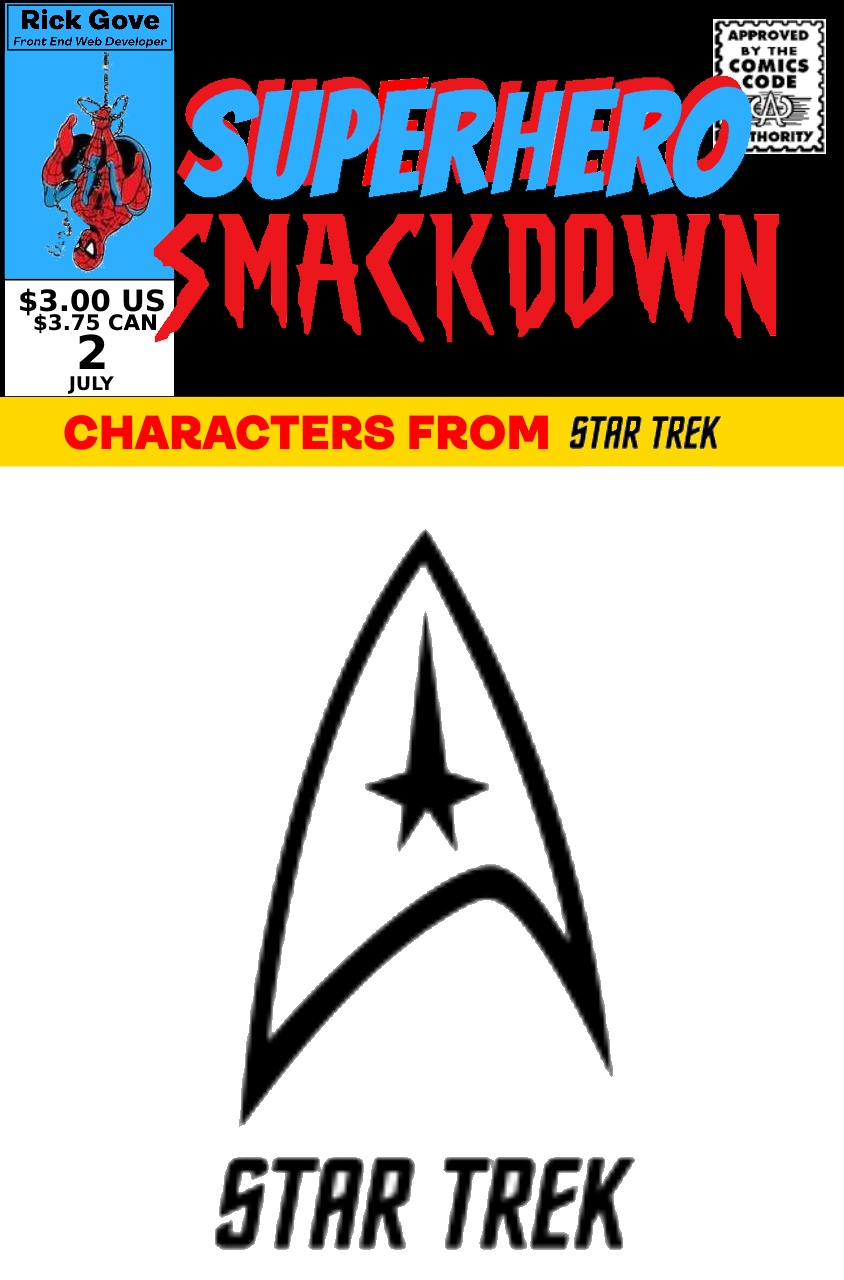 Rick Gove
Front End Web Developer
APPROVED
BY THE
COMICS
CODE
THORITY
SUPERHERO
SMACKDOWN
$3.00 US
$3.75 CAN
2
JULY
CHARACTERS FROM STAR TREK
STAR TREK